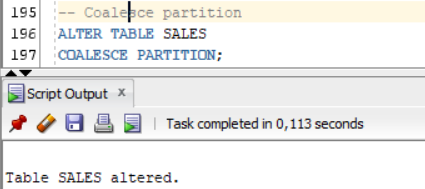 195 -- Coalesce partition
196 ALTER TABLE SALES
197 COALESCE PARTITION;
Script Output x
Task completed in 0,113 seconds
Table SALES altered.